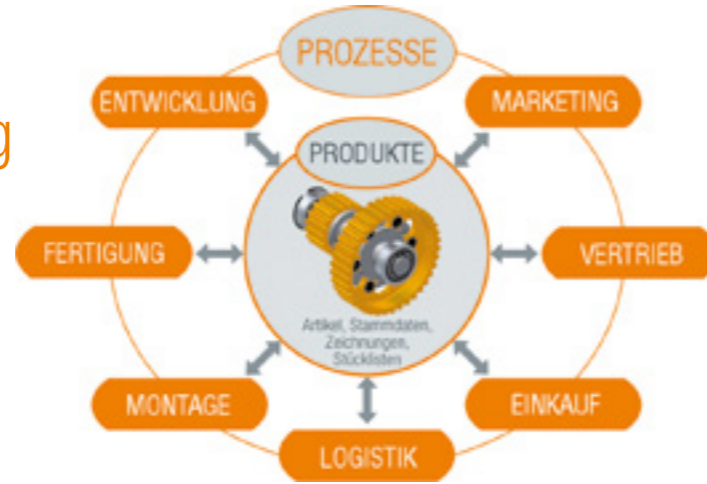 PROZESSE
ENTWICKLUNG
MARKETING
g
PRODUKTE
FERTIGUNG
VERTRIEB
Artikel, Stammdaten,
Zeichnungen,
Stücklisten
MONTAGE
EINKAUF
LOGISTIK